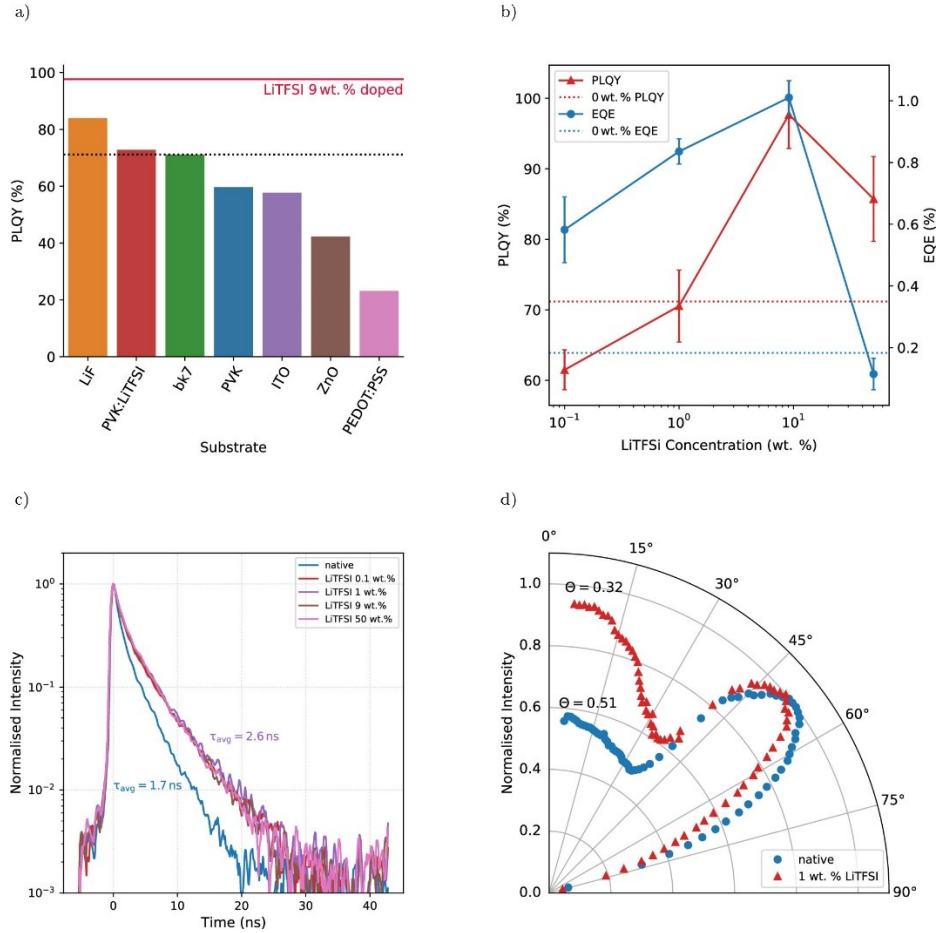 a)
100
80
60
40
20
0
PLQY (%)
LiTFSI 9 wt. % doped
LiF
PVK:LiTFSI
bk7
PVK
ITO
ZnO
PEDOT:PSS
Substrate
b)
PLQY
0 wt. % PLQY
EQE
0 wt. % EQE
100
90
80
70
60
PLQY (%)
1.0
0.8
0.6
0.4
0.2
EQE (%)
10⁻¹
10⁰
10¹
LiTFSi Concentration (wt. %)
c)
native
LiTFSI 0.1 wt.%
LiTFSI 1 wt.%
LiTFSI 9 wt.%
LiTFSI 50 wt.%
10⁰
10⁻¹
10⁻²
10⁻³
Normalised Intensity
τavg = 2.6 ns
τavg = 1.7 ns
0
10
20
30
40
Time (ns)
d)
0°
15°
30°
45°
60°
75°
90°
1.0
0.8
0.6
0.4
0.2
0.0
Normalised Intensity
Θ = 0.32
Θ = 0.51
native
1 wt. % LiTFSI